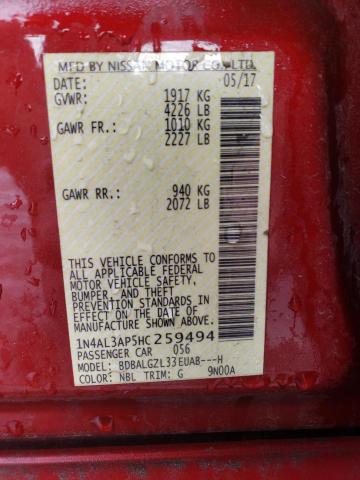 MFD BY NISSAN MOTOR CO., LTD.
DATE: 05/17
GVWR: 1917 KG
4226 LB
GAWR FR.: 1010 KG
2227 LB
GAWR RR.: 940 KG
2072 LB
THIS VEHICLE CONFORMS TO
ALL APPLICABLE FEDERAL
MOTOR VEHICLE SAFETY,
BUMPER, AND THEFT
PREVENTION STANDARDS IN
EFFECT ON THE DATE OF
MANUFACTURE SHOWN ABOVE.
1N4AL3AP5HC259494
PASSENGER CAR 056
MODEL: BDBALGZL33EUA8---H
COLOR: NBL TRIM: G 9N00A